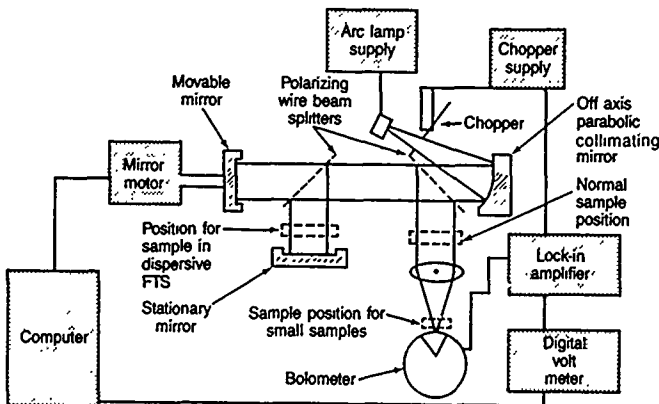 Arc lamp
supply
Chopper
supply
Movable
mirror
Polarizing
wire beam
splitters
Chopper
Off axis
parabolic
collimating
mirror
Mirror
motor
Normal
sample
position
Position for
sample in
dispersive
FTS
Stationary
mirror
Lock-in
amplifier
Sample position for
small samples
Computer
Bolometer
Digital
volt
meter